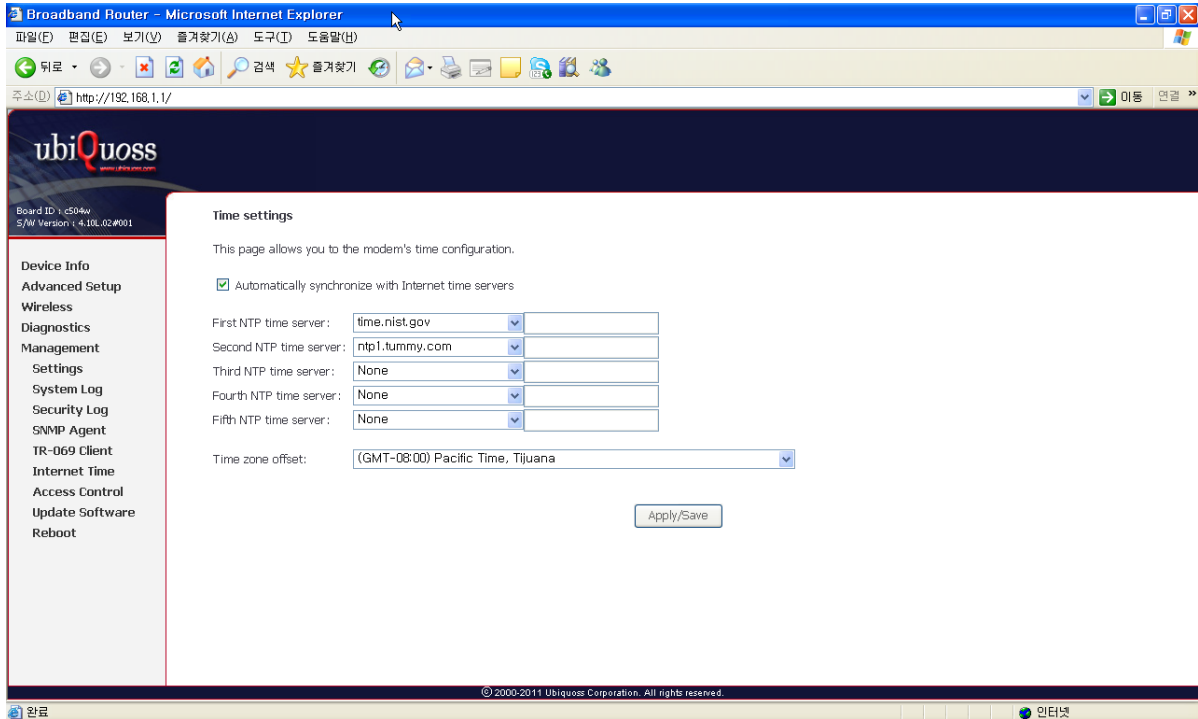 Broadband Router - Microsoft Internet Explorer
파일(F) 편집(E) 보기(V) 즐겨찾기(A) 도구(T) 도움말(H)
뒤로 검색 즐겨찾기
주소(D) http://192.168.1.1/ 이동 연결 »
ubiQuoss
www.ubiquoss.com
Board ID : c504w
S/W Version : 4.10L.02#001
Device Info
Advanced Setup
Wireless
Diagnostics
Management
Settings
System Log
Security Log
SNMP Agent
TR-069 Client
Internet Time
Access Control
Update Software
Reboot
Time settings
This page allows you to the modem's time configuration.
Automatically synchronize with Internet time servers
First NTP time server: time.nist.gov
Second NTP time server: ntp1.tummy.com
Third NTP time server: None
Fourth NTP time server: None
Fifth NTP time server: None
Time zone offset: (GMT-08:00) Pacific Time, Tijuana
Apply/Save
© 2000-2011 Ubiquoss Corporation. All rights reserved.
완료 인터넷